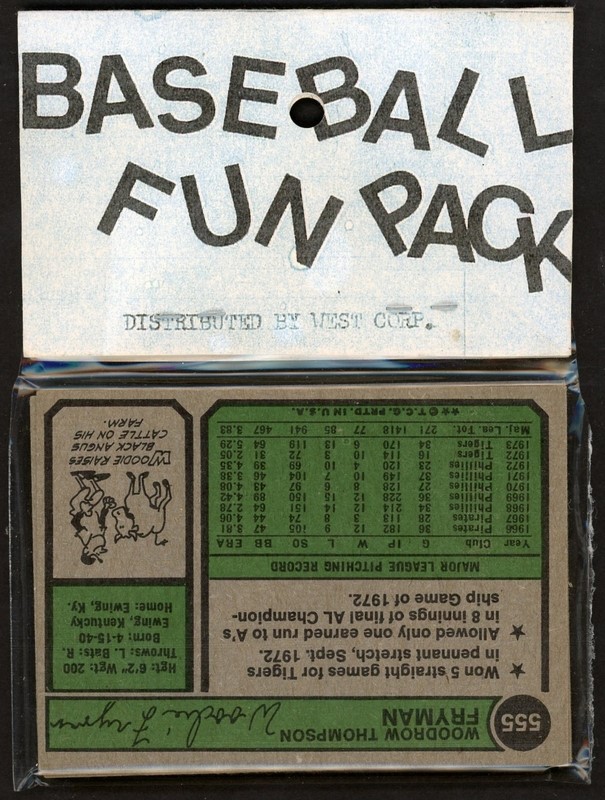 BASEBALL
FUN PACK
DISTRIBUTED BY WEST CORP.
555
WOODROW THOMPSON
FRYMAN
Woodie Fryman
Hgt: 6'2" Wgt: 200
Throws: L. Bats: R.
Born: 4-15-40
Ewing, Kentucky
Home: Ewing, Ky.
★ Won 5 straight games for Tigers
in pennant stretch, Sept. 1972.
★ Allowed only one earned run to A's
in 8 innings of final AL Champion-
ship Game of 1972.
WOODIE RAISES
BLACK ANGUS
CATTLE ON HIS
FARM.
MAJOR LEAGUE PITCHING RECORD
Year Club G IP W L SO BB ERA
1966 Pirates 36 182 12 9 105 47 3.81
1967 Pirates 28 113 3 8 74 44 4.06
1968 Phillies 34 214 12 14 151 64 2.78
1969 Phillies 36 228 12 15 150 89 4.42
1970 Phillies 27 128 8 6 97 43 4.08
1971 Phillies 37 149 10 7 104 46 3.38
1972 Phillies 23 120 4 10 69 39 4.35
1972 Tigers 16 114 10 3 72 31 2.05
1973 Tigers 34 170 6 13 119 64 5.29
Maj. Lea. Tot. 271 1418 77 85 941 467 3.83
★★© T.C.G. PRTD. IN U.S.A.